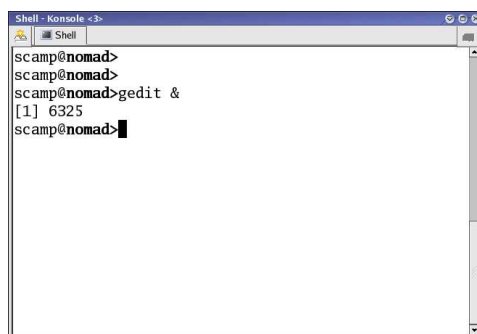 Shell - Konsole <3>
Shell
scamp@nomad>
scamp@nomad>
scamp@nomad>gedit &
[1] 6325
scamp@nomad>